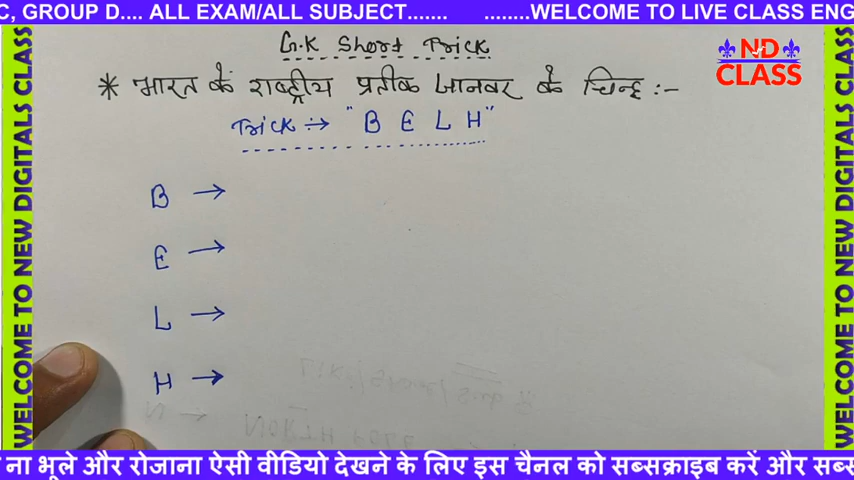 C, GROUP D.... ALL EXAM/ALL SUBJECT....... ........WELCOME TO LIVE CLASS ENG
G.K Short Trick
ND
CLASS
* भारत के राष्ट्रीय प्रतीक जानवर के चिन्ह :-
Trick :→ "B E L H"
B →
E →
L →
H →
WELCOME TO NEW DIGITALS CLASS
WELCOME TO NEW DIGITALS CLASS
ना भूले और रोजाना ऐसी वीडियो देखने के लिए इस चैनल को सब्सक्राइब करें और सब्स